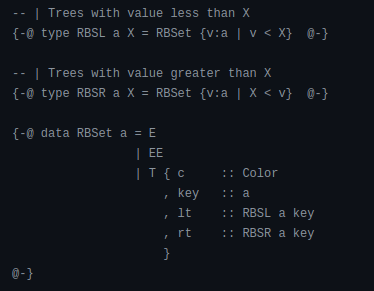 -- | Trees with value less than X
{-@ type RBSL a X = RBSet {v:a | v < X}  @-}
-- | Trees with value greater than X
{-@ type RBSR a X = RBSet {v:a | X < v}  @-}
{-@ data RBSet a = E
                 | EE
                 | T { c     :: Color
                     , key   :: a
                     , lt    :: RBSL a key
                     , rt    :: RBSR a key
                     }
@-}